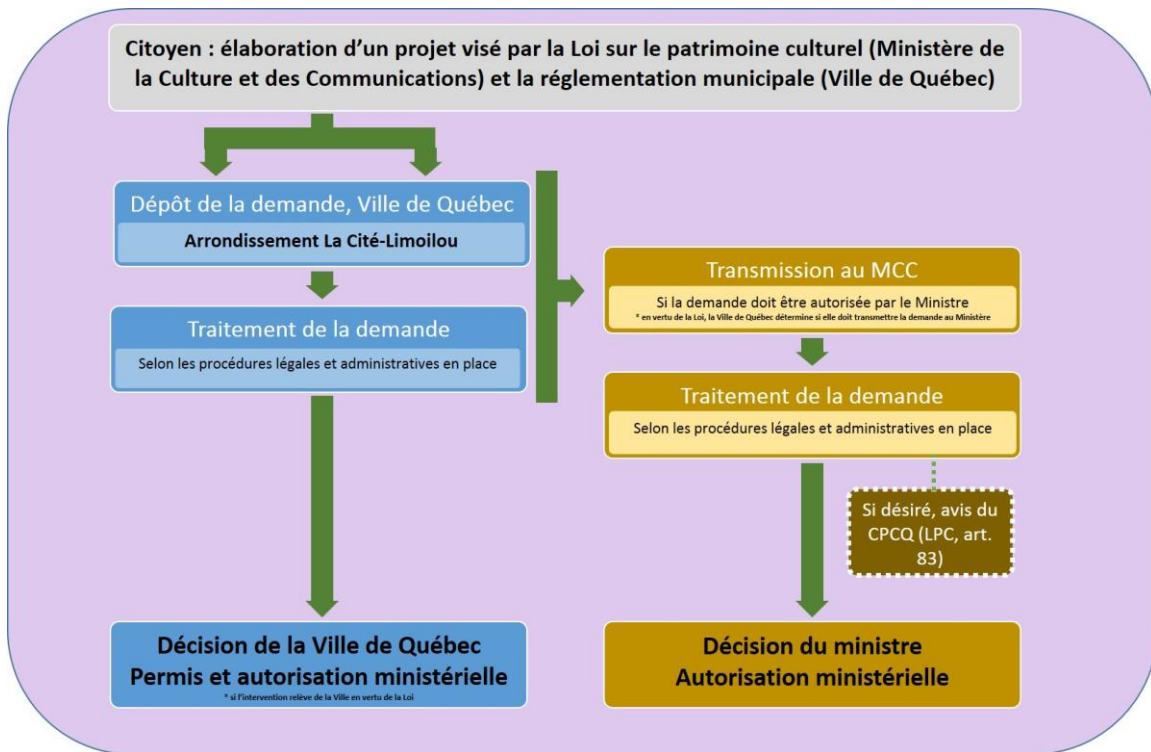 Citoyen : élaboration d’un projet visé par la Loi sur le patrimoine culturel (Ministère de
la Culture et des Communications) et la réglementation municipale (Ville de Québec)
Dépôt de la demande, Ville de Québec
Arrondissement La Cité-Limoilou
Traitement de la demande
Selon les procédures légales et administratives en place
Transmission au MCC
Si la demande doit être autorisée par le Ministre
* en vertu de la Loi, la Ville de Québec détermine si elle doit transmettre la demande au Ministère
Traitement de la demande
Selon les procédures légales et administratives en place
Si désiré, avis du
CPCQ (LPC, art.
83)
Décision de la Ville de Québec
Permis et autorisation ministérielle
* si l’intervention relève de la Ville en vertu de la Loi
Décision du ministre
Autorisation ministérielle